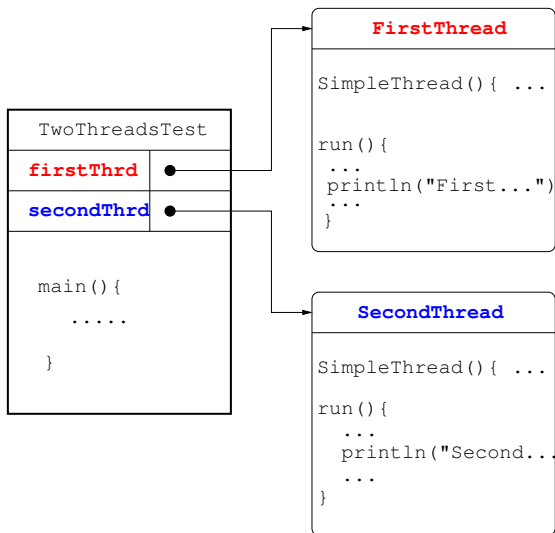 TwoThreadsTest
firstThrd
secondThrd
main(){
.....
}
FirstThread
SimpleThread(){ ...
run(){
...
println("First...")
...
}
SecondThread
SimpleThread(){ ...
run(){
...
println("Second...
...
}